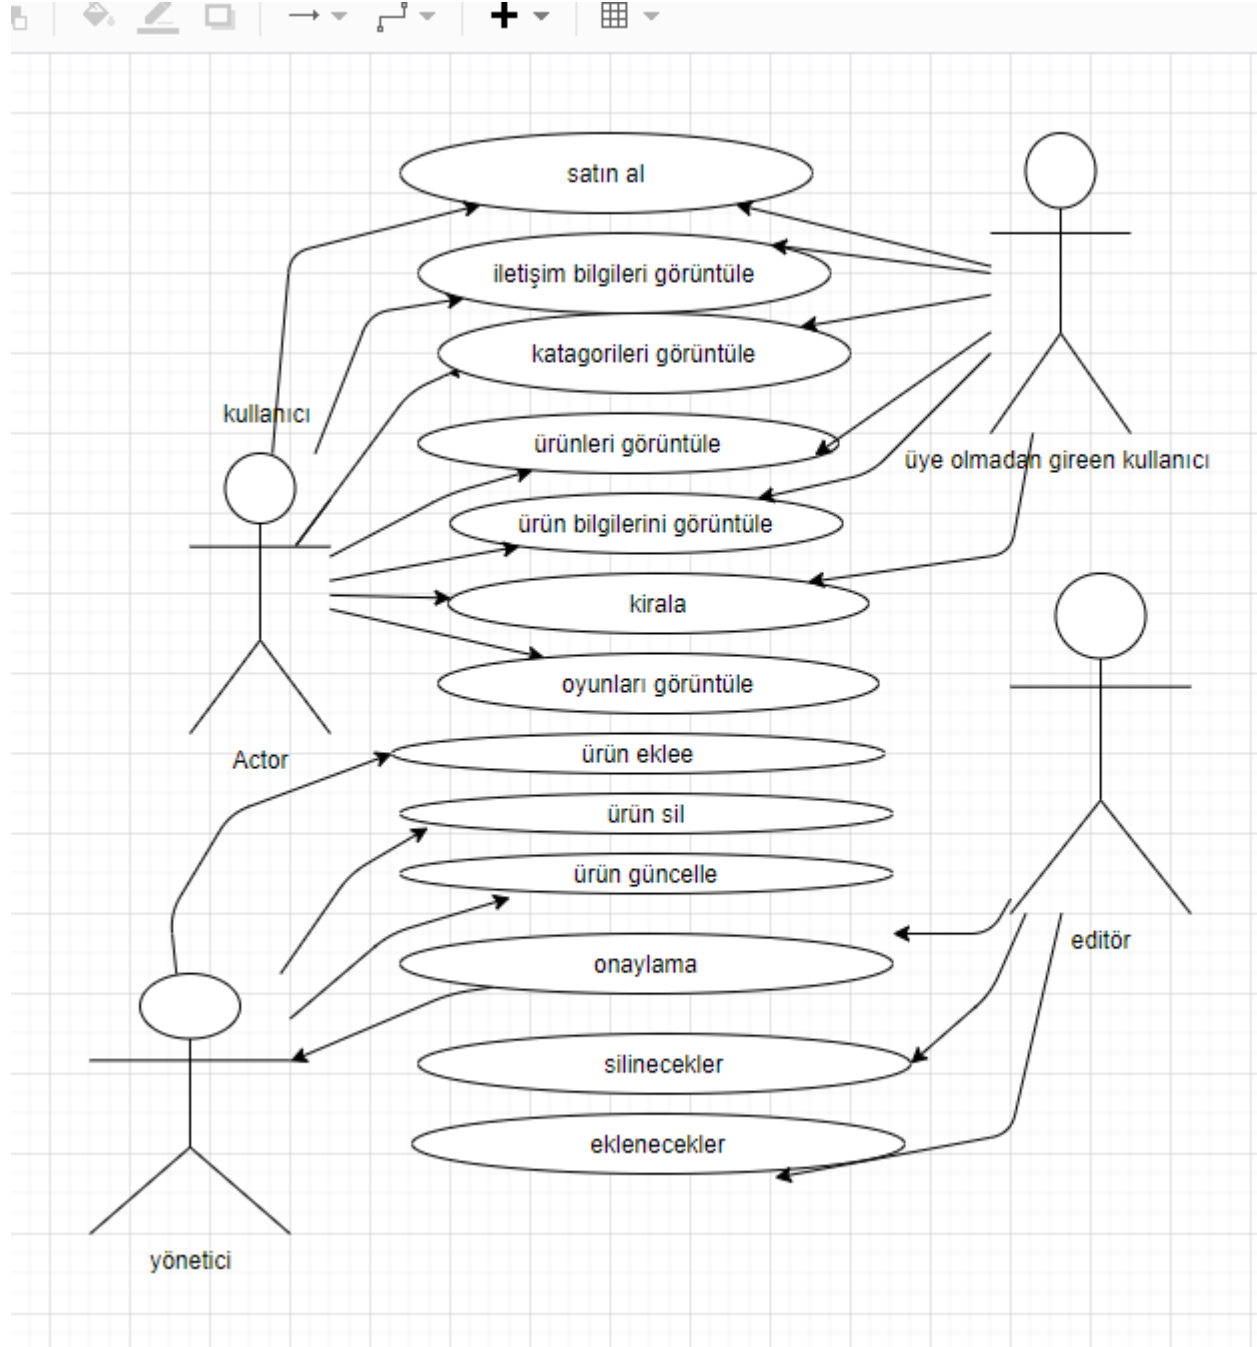 satın al
iletişim bilgileri görüntüle
katagorileri görüntüle
kullanıcı
ürünleri görüntüle
üye olmadan gireen kullanıcı
ürün bilgilerini görüntüle
kirala
oyunları görüntüle
Actor
ürün eklee
ürün sil
ürün güncelle
editör
onaylama
silinecekler
eklenecekler
yönetici